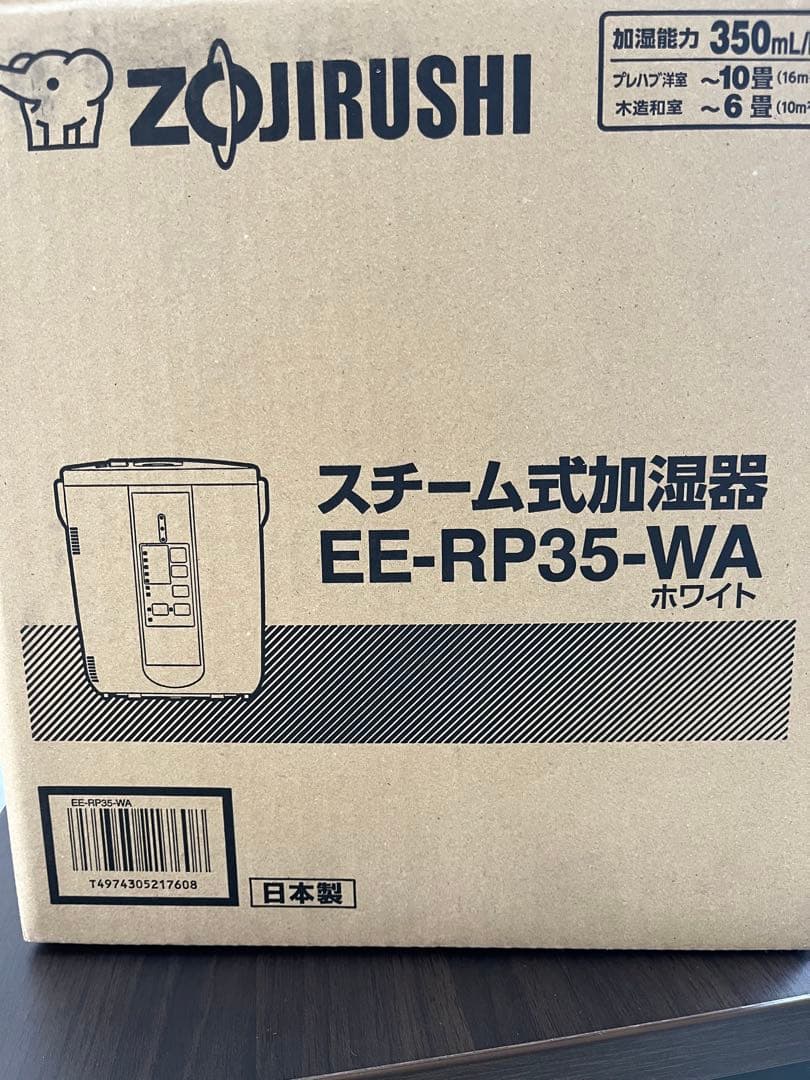 ZOJIRUSHI
加湿能力 350mL/
プレハブ洋室 ～10畳(16m
木造和室 ～6畳(10m²
スチーム式加湿器
EE-RP35-WA
ホワイト
EE-RP35-WA
T4974305217608
日本製